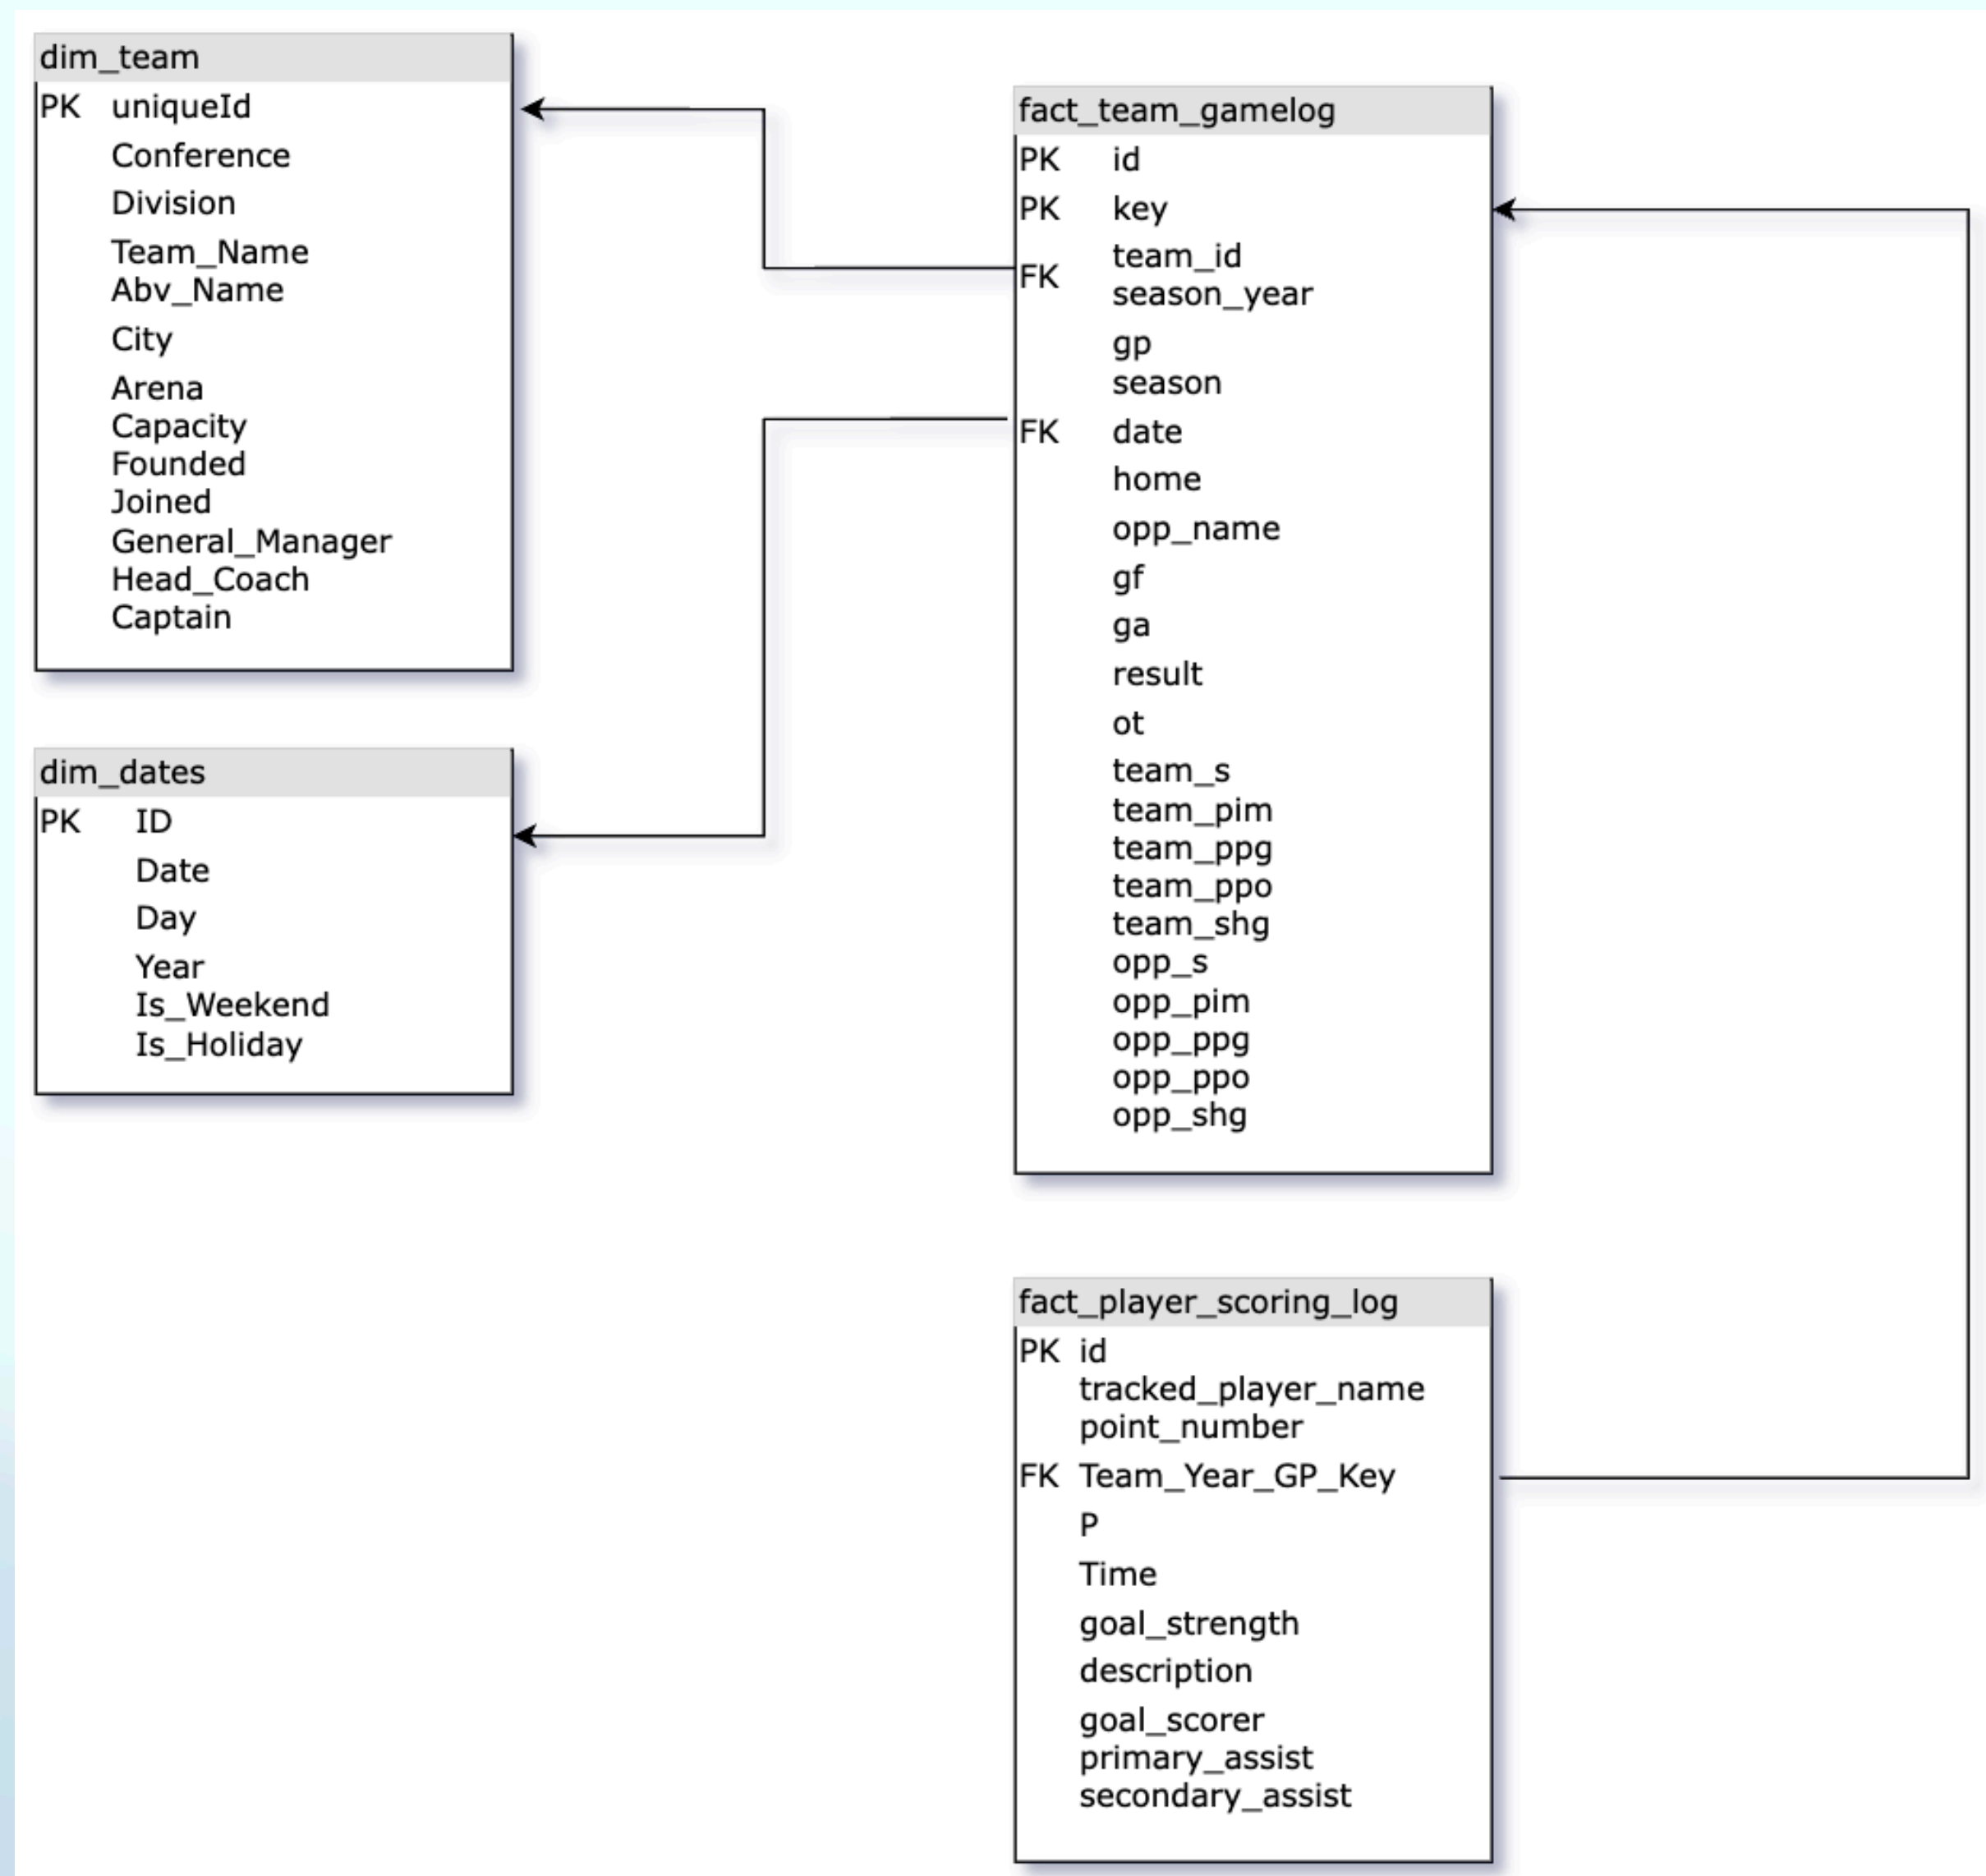 dim_team
PK uniqueId
Conference
Division
Team_Name
Abv_Name
City
Arena
Capacity
Founded
Joined
General_Manager
Head_Coach
Captain
dim_dates
PK ID
Date
Day
Year
Is_Weekend
Is_Holiday
fact_team_gamelog
PK id
PK key
FK team_id
season_year
gp
season
FK date
home
opp_name
gf
ga
result
ot
team_s
team_pim
team_ppg
team_ppo
team_shg
opp_s
opp_pim
opp_ppg
opp_ppo
opp_shg
fact_player_scoring_log
PK id
tracked_player_name
point_number
FK Team_Year_GP_Key
P
Time
goal_strength
description
goal_scorer
primary_assist
secondary_assist